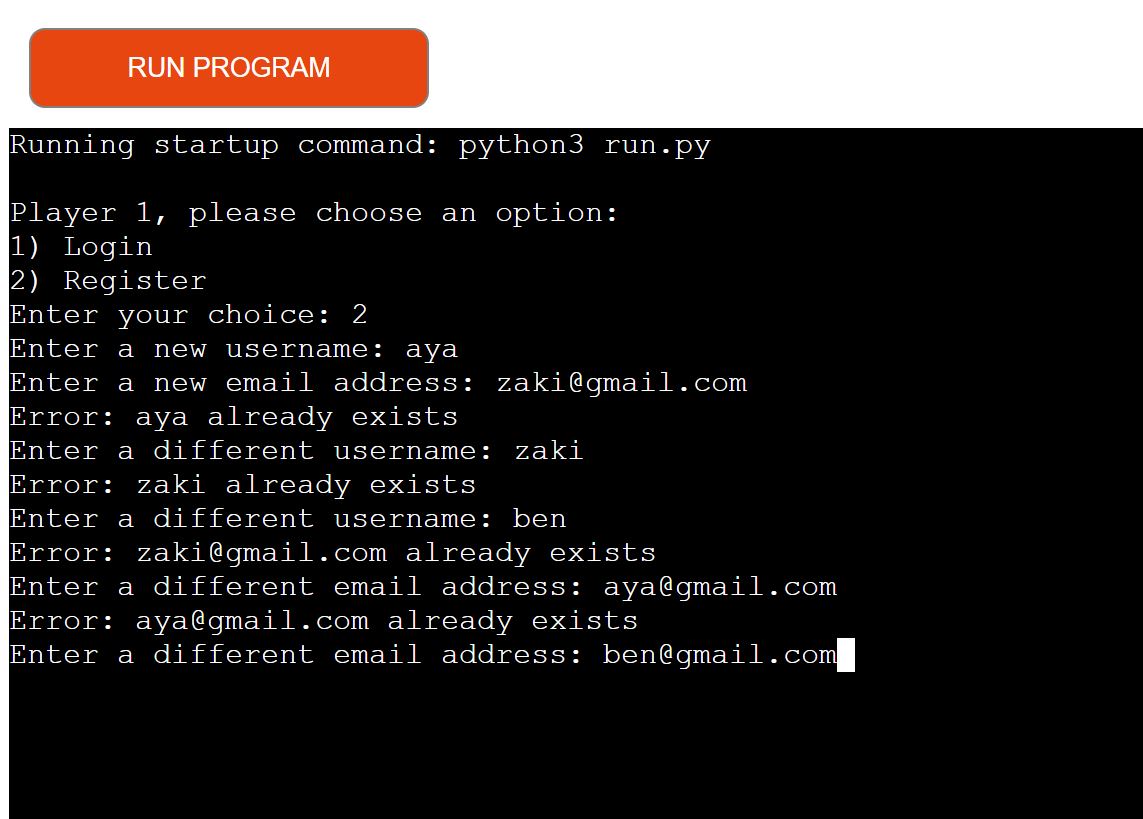 RUN PROGRAM
Running startup command: python3 run.py
Player 1, please choose an option:
1) Login
2) Register
Enter your choice: 2
Enter a new username: aya
Enter a new email address: zaki@gmail.com
Error: aya already exists
Enter a different username: zaki
Error: zaki already exists
Enter a different username: ben
Error: zaki@gmail.com already exists
Enter a different email address: aya@gmail.com
Error: aya@gmail.com already exists
Enter a different email address: ben@gmail.com